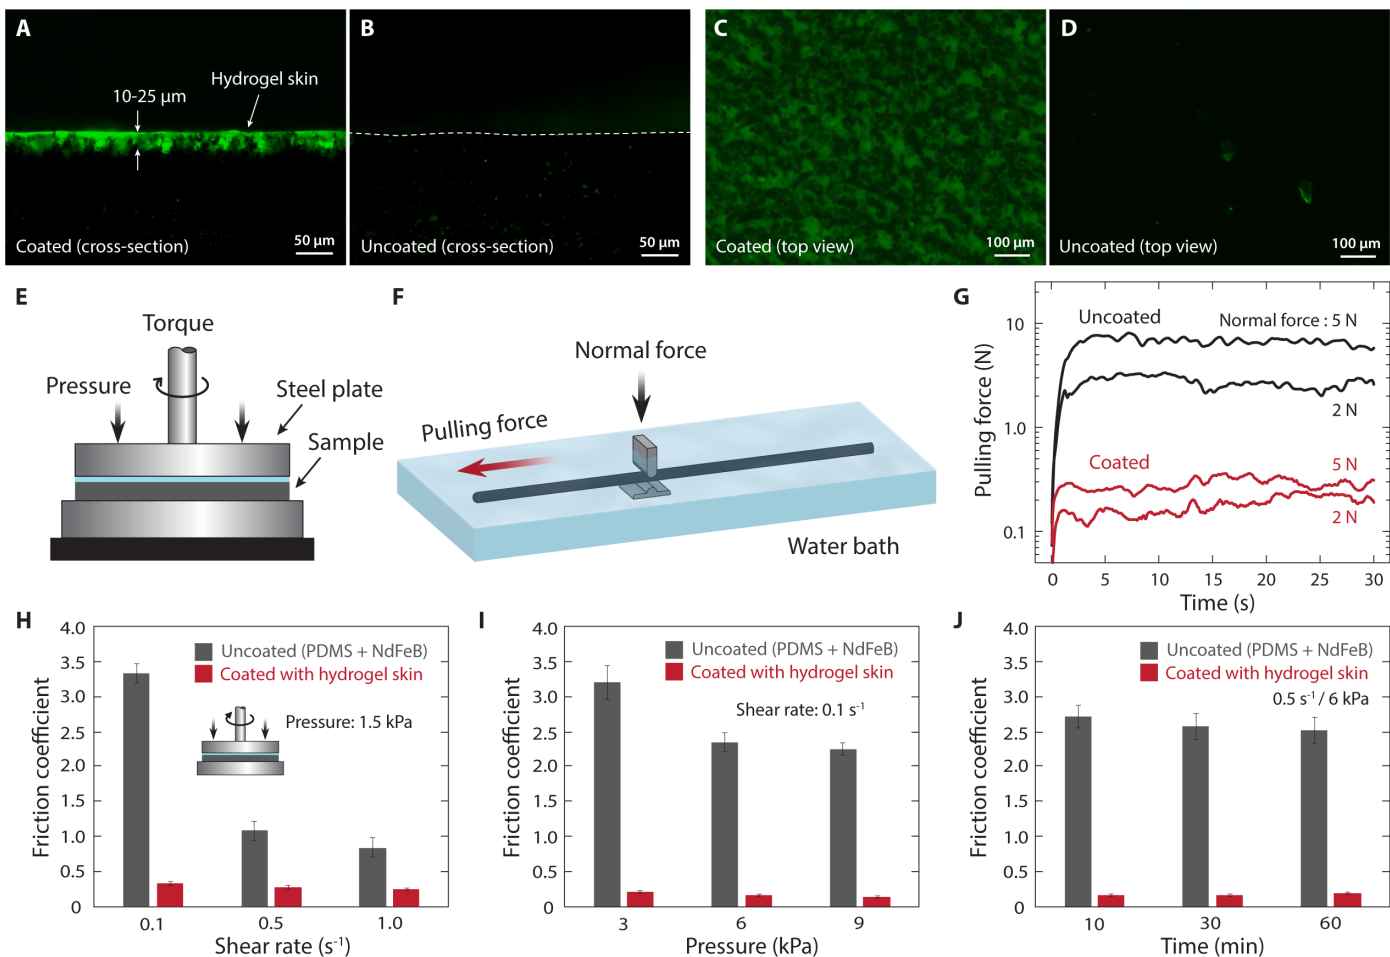 A
Hydrogel skin
10-25 µm
Coated (cross-section)
50 µm
B
Uncoated (cross-section)
50 µm
C
Coated (top view)
100 µm
D
Uncoated (top view)
100 µm
E
Torque
Pressure
Steel plate
Sample
F
Normal force
Pulling force
Water bath
G
Pulling force (N)
10
1.0
0.1
Uncoated
Normal force : 5 N
2 N
Coated
5 N
2 N
0 5 10 15 20 25 30
Time (s)
H
Friction coefficient
4.0
3.5
3.0
2.5
2.0
1.5
1.0
0.5
0
Uncoated (PDMS + NdFeB)
Coated with hydrogel skin
Pressure: 1.5 kPa
0.1 0.5 1.0
Shear rate (s⁻¹)
I
Friction coefficient
4.0
3.5
3.0
2.5
2.0
1.5
1.0
0.5
0
Uncoated (PDMS + NdFeB)
Coated with hydrogel skin
Shear rate: 0.1 s⁻¹
3 6 9
Pressure (kPa)
J
Friction coefficient
4.0
3.5
3.0
2.5
2.0
1.5
1.0
0.5
0
Uncoated (PDMS + NdFeB)
Coated with hydrogel skin
0.5 s⁻¹ / 6 kPa
10 30 60
Time (min)